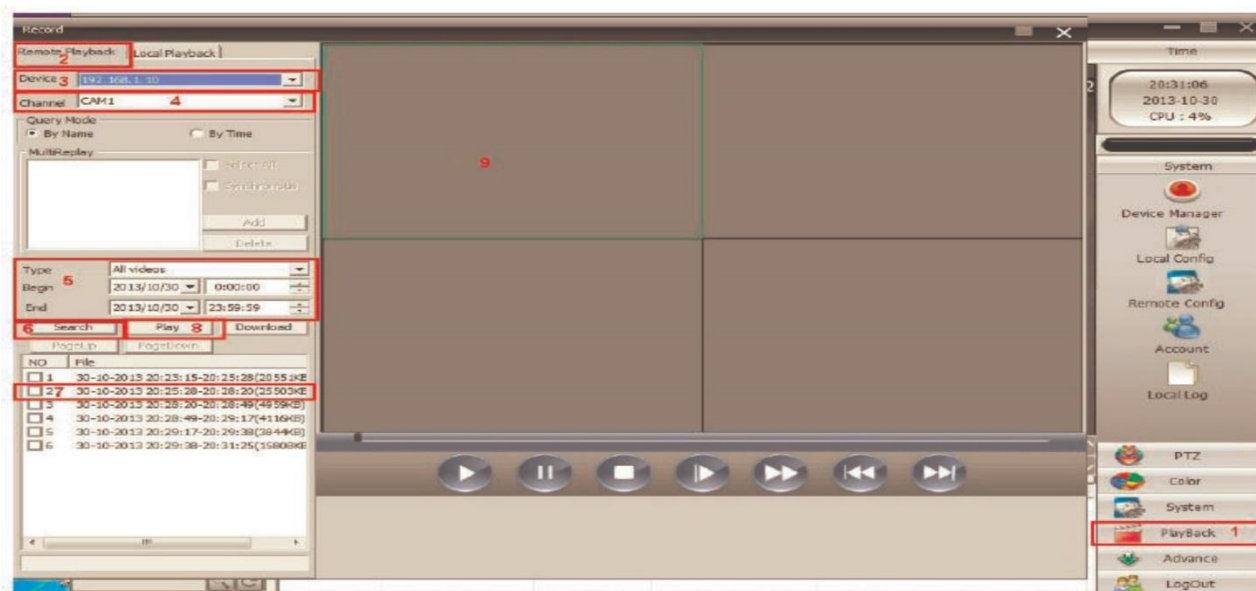 Record
Remote Playback Local Playback
2
Device 3 192.168.1.10
Channel CAM1 4
Query Mode
By Name By Time
MultiReplay
Select All
Synchronous
Add
Delete
Type All videos
5
Begin 2013/10/30 0:00:00
End 2013/10/30 23:59:59
6 Search Play 8 Download
PageUp PageDown
NO File
1 30-10-2013 20:23:15-20:25:28(20551KB
2 7 30-10-2013 20:25:28-20:28:20(25503KB
3 30-10-2013 20:28:20-20:28:49(4959KB)
4 30-10-2013 20:28:49-20:29:17(4116KB)
5 30-10-2013 20:29:17-20:29:38(3844KB)
6 30-10-2013 20:29:38-20:31:25(15808KB
9
Time
2
20:31:06
2013-10-30
CPU : 4%
System
Device Manager
Local Config
Remote Config
Account
Local Log
PTZ
Color
System
PlayBack 1
Advance
LogOut